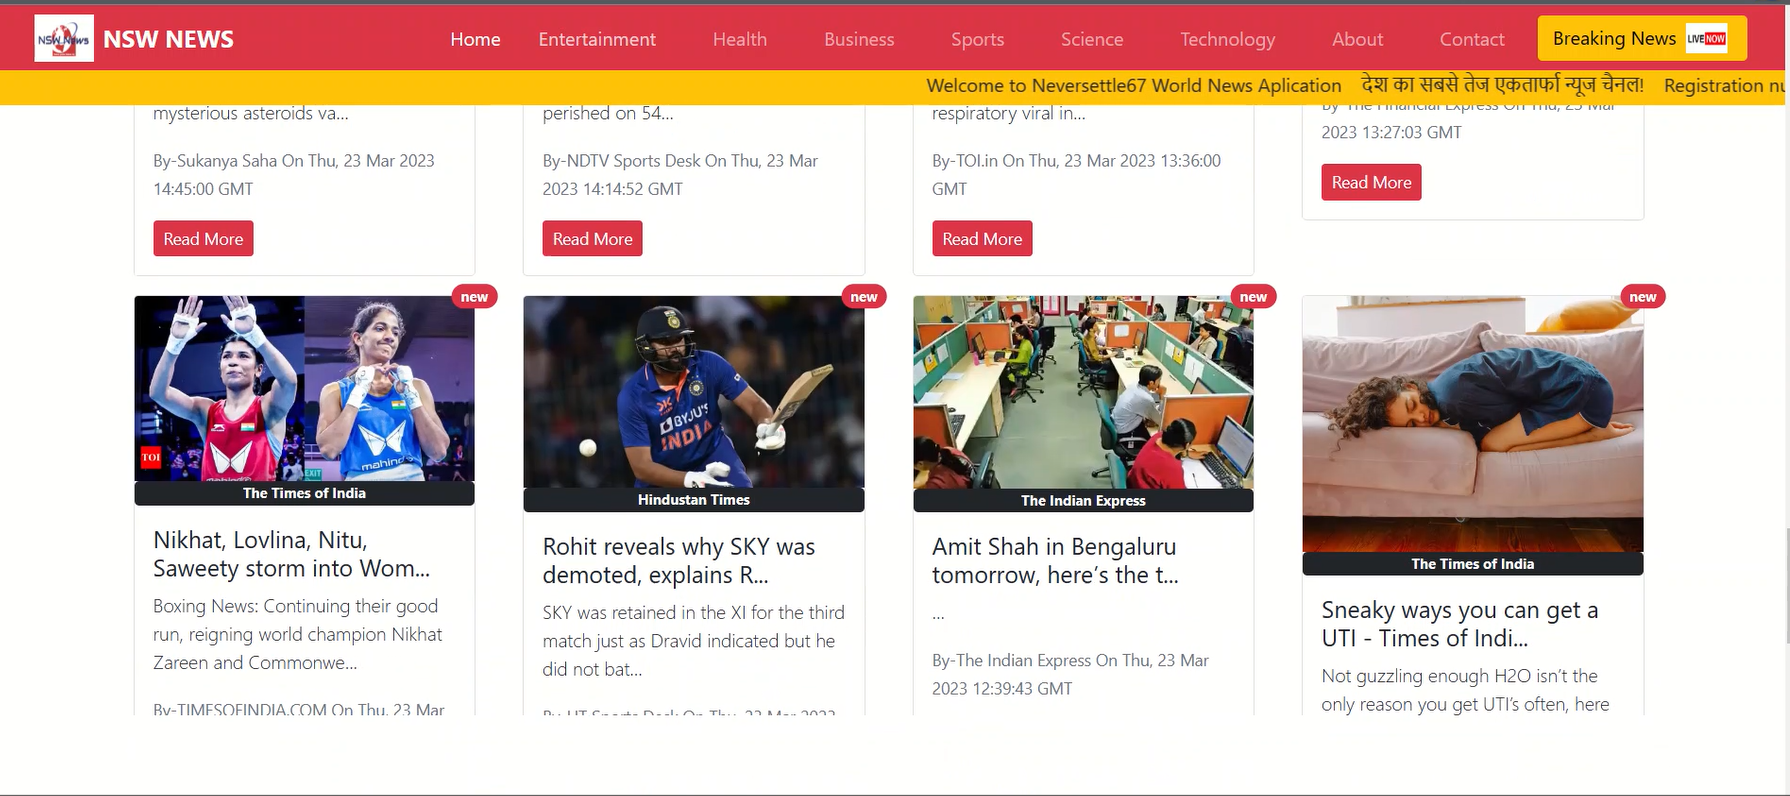 NSW News NSW NEWS Home Entertainment Health Business Sports Science Technology About Contact Breaking News LIVE NOW
Welcome to Neversettle67 World News Aplication देश का सबसे तेज एकतार्फा न्यूज चैनल! Registration nu
mysterious asteroids va...
By-Sukanya Saha On Thu, 23 Mar 2023
14:45:00 GMT
Read More
perished on 54...
By-NDTV Sports Desk On Thu, 23 Mar
2023 14:14:52 GMT
Read More
respiratory viral in...
By-TOI.in On Thu, 23 Mar 2023 13:36:00
GMT
Read More
By-The Financial Express On Thu, 23 Mar
2023 13:27:03 GMT
Read More
new
TOI
EXIT
mahindra
The Times of India
Nikhat, Lovlina, Nitu,
Saweety storm into Wom...
Boxing News: Continuing their good
run, reigning world champion Nikhat
Zareen and Commonwe...
By-TIMESOFINDIA.COM On Thu, 23 Mar
new
BYJU'S
INDIA
Hindustan Times
Rohit reveals why SKY was
demoted, explains R...
SKY was retained in the XI for the third
match just as Dravid indicated but he
did not bat...
By-HT Sports Desk On Thu, 23 Mar 2023
new
The Indian Express
Amit Shah in Bengaluru
tomorrow, here’s the t...
...
By-The Indian Express On Thu, 23 Mar
2023 12:39:43 GMT
new
The Times of India
Sneaky ways you can get a
UTI - Times of Indi...
Not guzzling enough H2O isn’t the
only reason you get UTI’s often, here